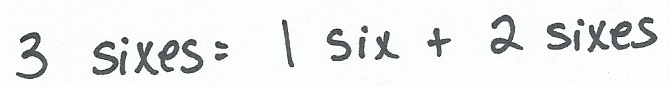 3 sixes = 1 six + 2 sixes